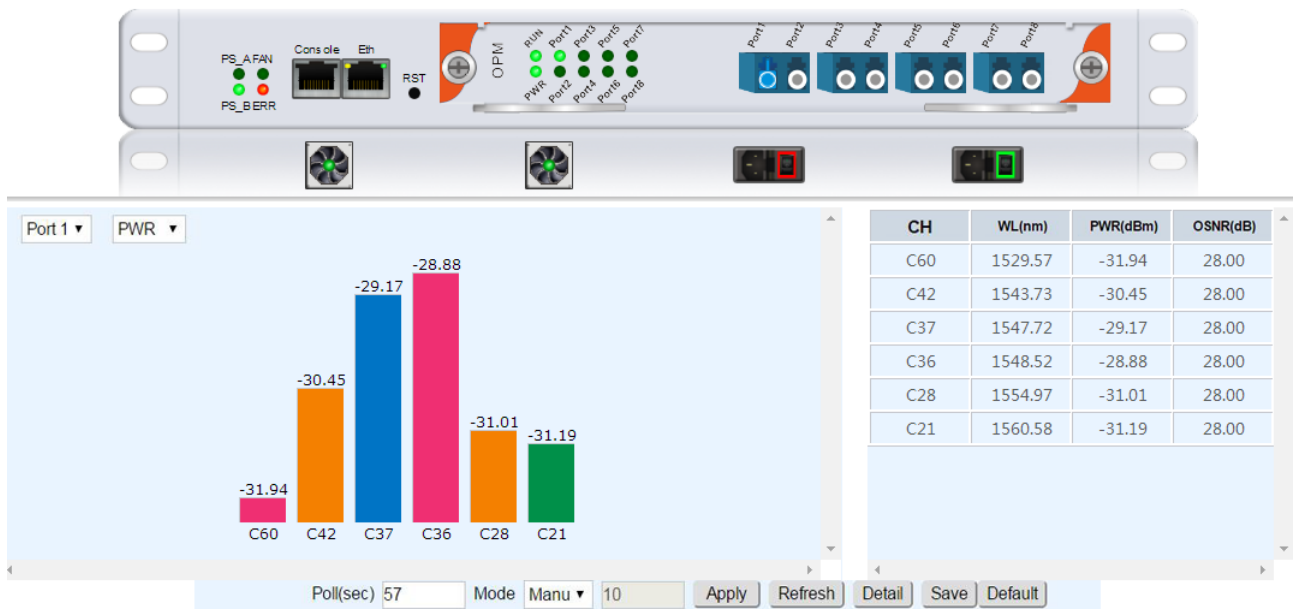 PS_A FAN
PS_B ERR
Console Eth
RST
OPM
RUN Port1 Port3 Port5 Port7
PWR Port2 Port4 Port6 Port8
Port1 Port2 Port3 Port4 Port5 Port6 Port7 Port8
Port 1 PWR
-28.88
-29.17
-30.45
-31.01
-31.19
-31.94
C60 C42 C37 C36 C28 C21
CH WL(nm) PWR(dBm) OSNR(dB)
C60 1529.57 -31.94 28.00
C42 1543.73 -30.45 28.00
C37 1547.72 -29.17 28.00
C36 1548.52 -28.88 28.00
C28 1554.97 -31.01 28.00
C21 1560.58 -31.19 28.00
Poll(sec) 57 Mode Manu 10 Apply Refresh Detail Save Default